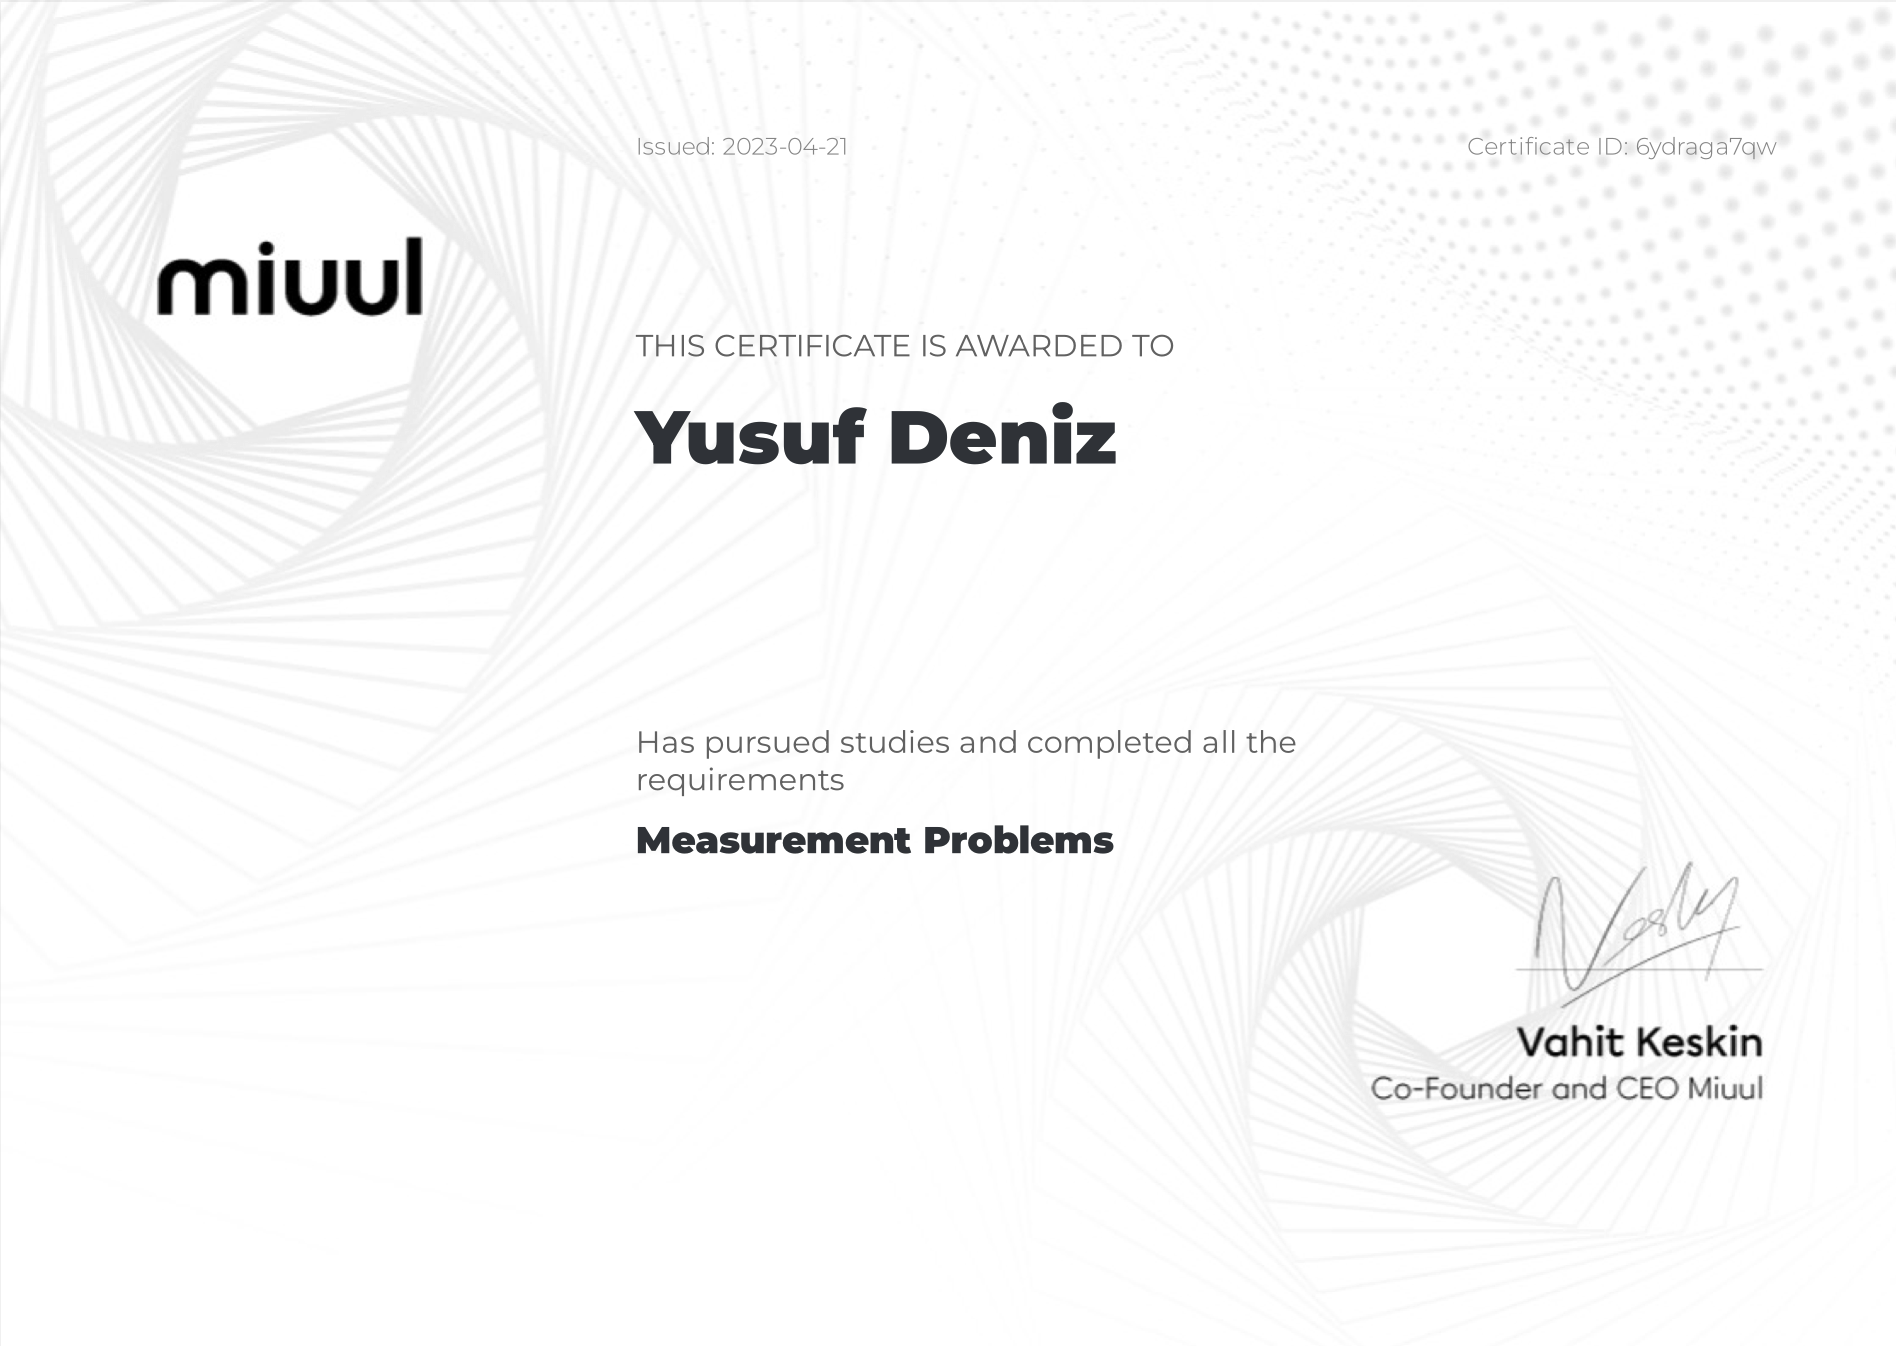 Issued: 2023-04-21
Certificate ID: 6ydraga7qw
miuul
THIS CERTIFICATE IS AWARDED TO
Yusuf Deniz
Has pursued studies and completed all the
requirements
Measurement Problems
Vahit Keskin
Co-Founder and CEO Miuul